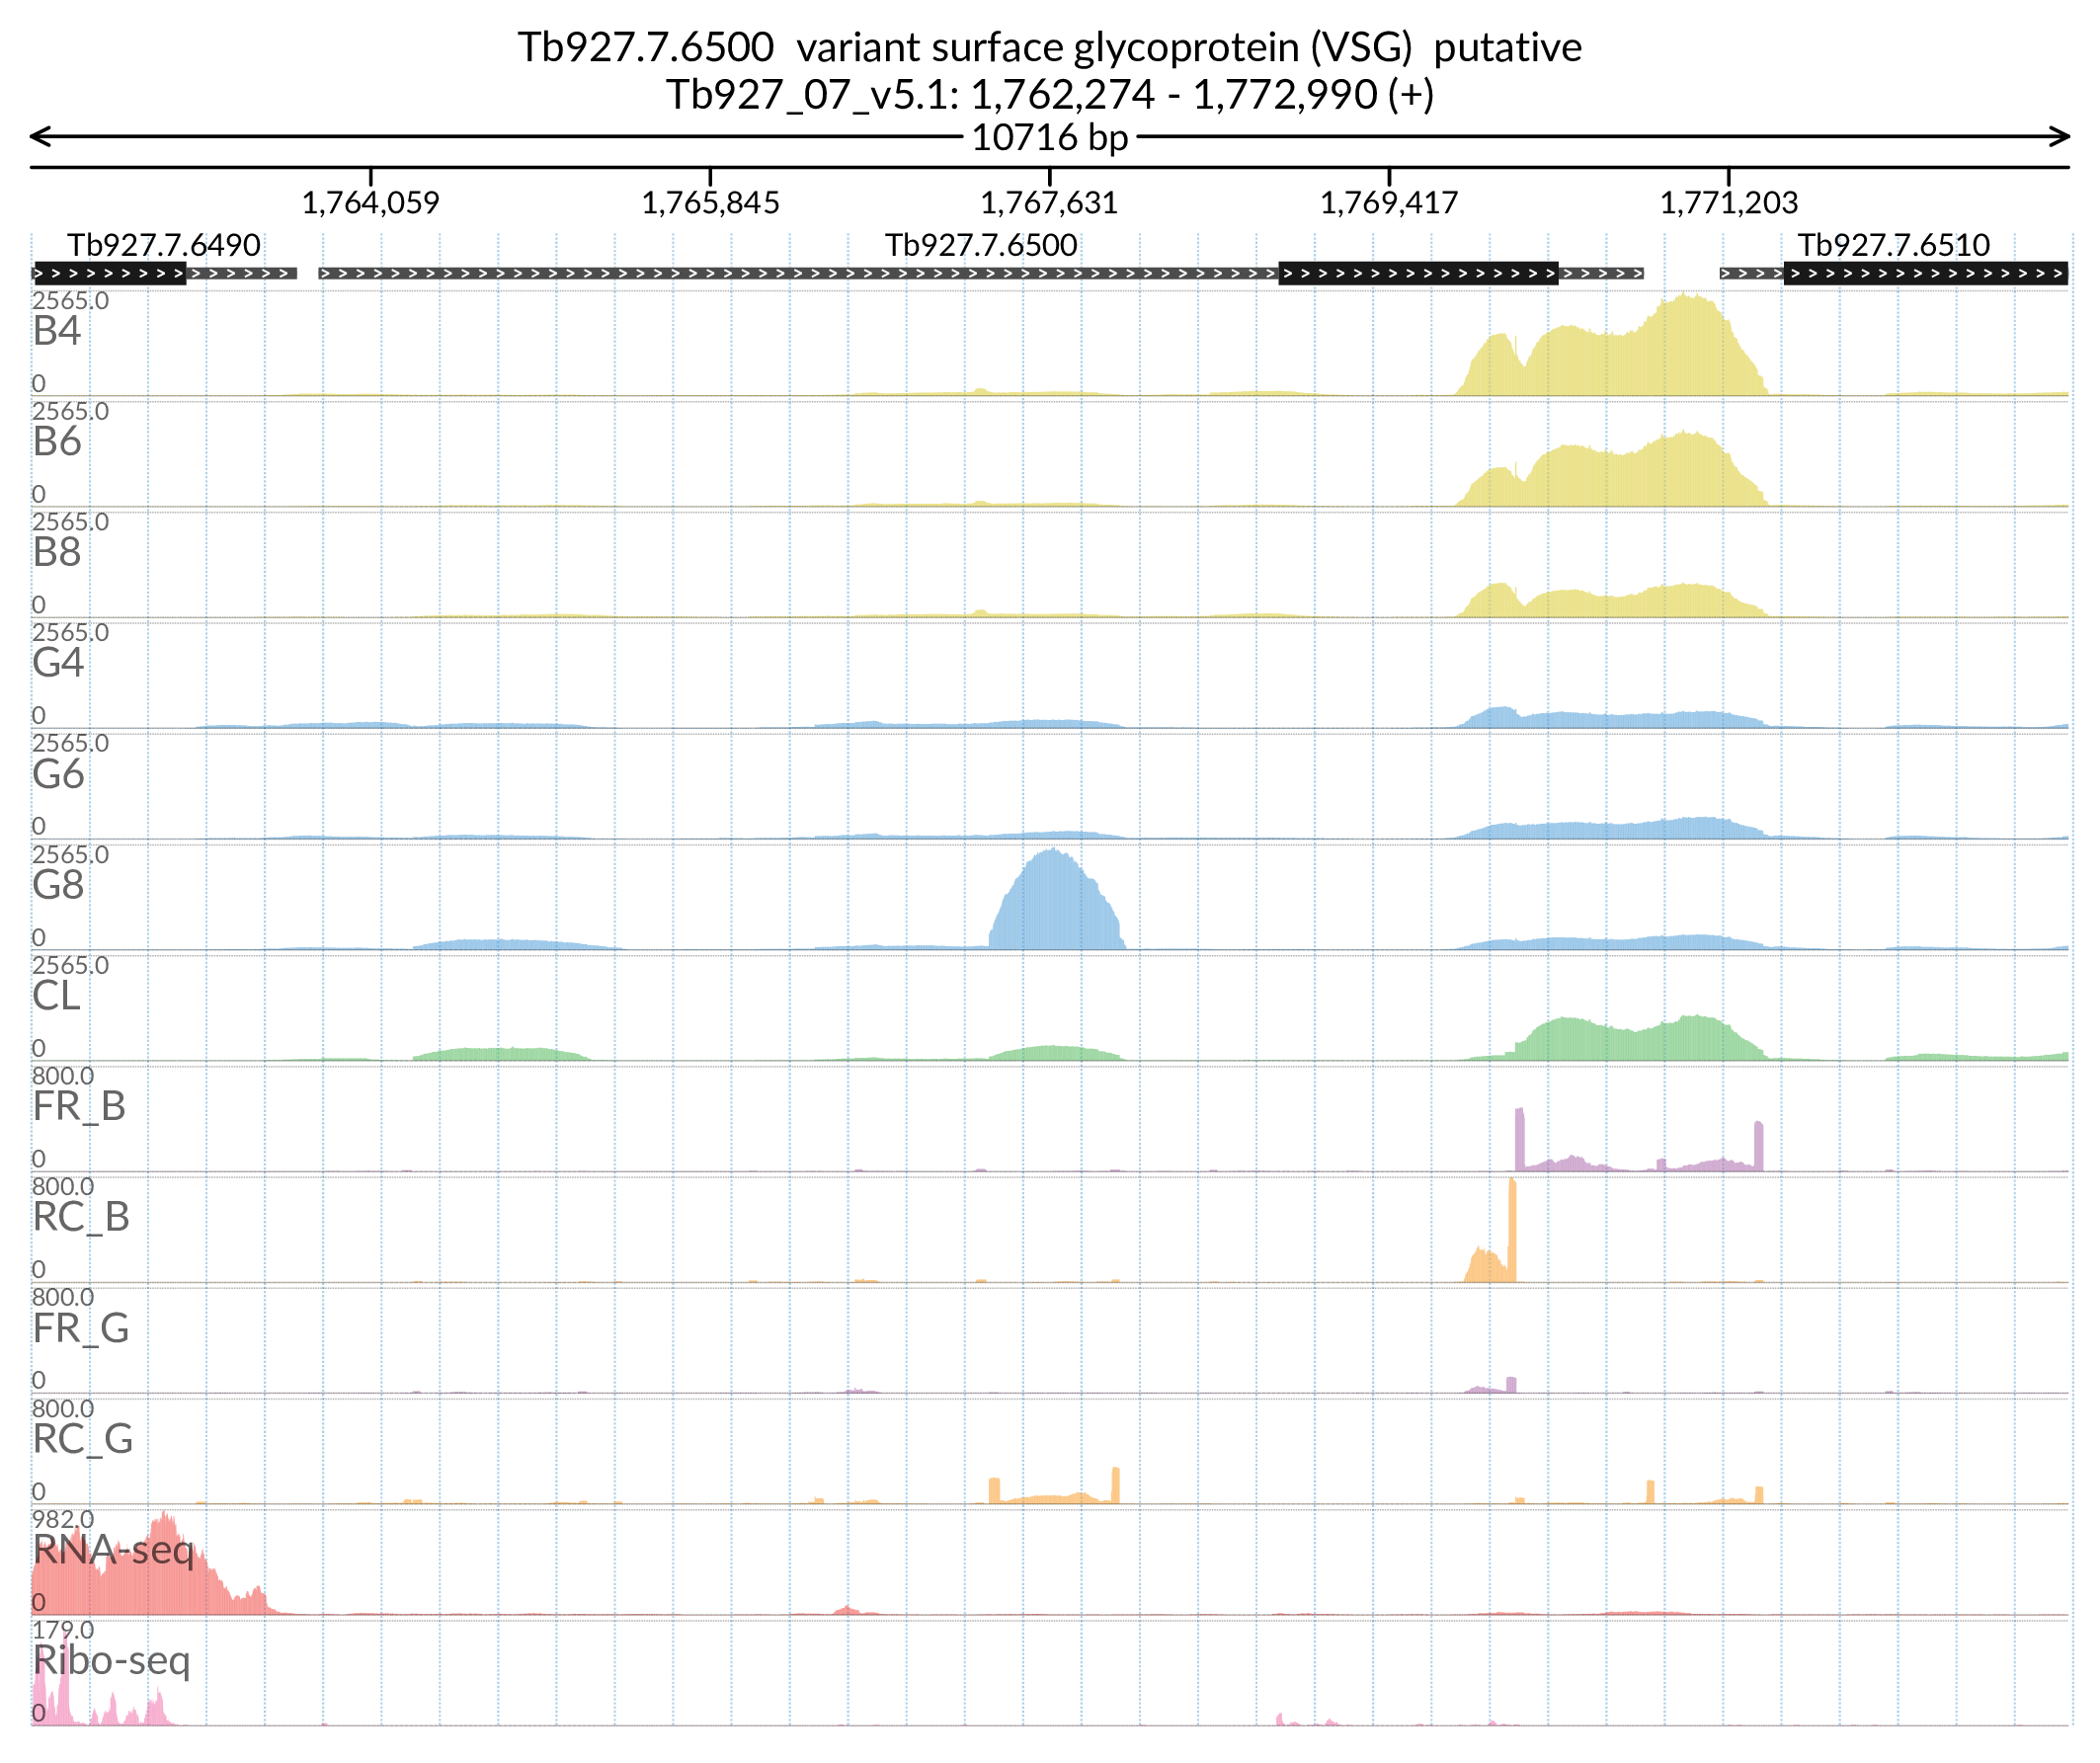 Tb927.7.6500  variant surface glycoprotein (VSG)  putative
Tb927_07_v5.1: 1,762,274 - 1,772,990 (+)
10716 bp
1,764,059 1,765,845 1,767,631 1,769,417 1,771,203
Tb927.7.6490 Tb927.7.6500 Tb927.7.6510
2565.0
B4
0
2565.0
B6
0
2565.0
B8
0
2565.0
G4
0
2565.0
G6
0
2565.0
G8
0
2565.0
CL
0
800.0
FR_B
0
800.0
RC_B
0
800.0
FR_G
0
800.0
RC_G
0
982.0
RNA-seq
0
179.0
Ribo-seq
0